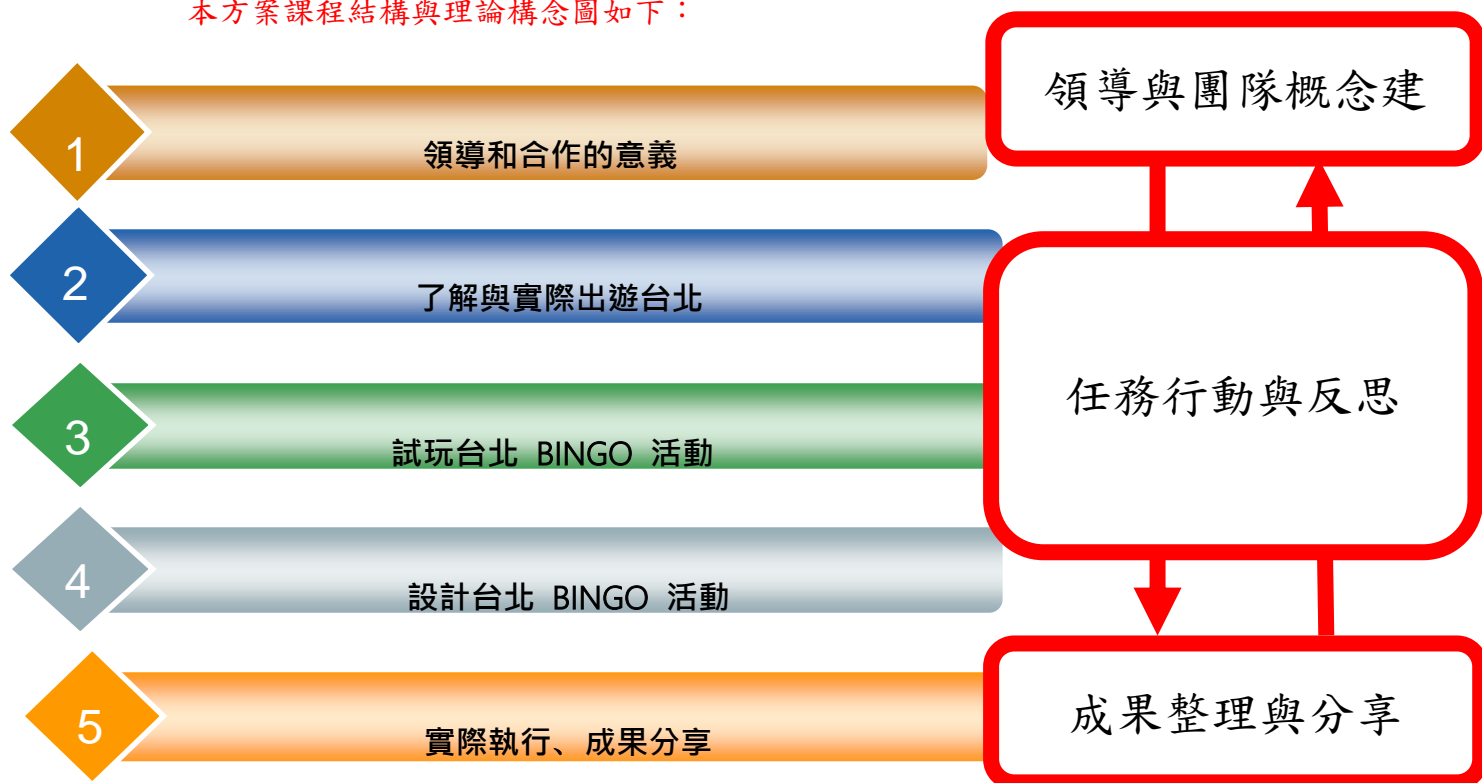 本方案課程結構與理論構念圖如下：
1
領導和合作的意義
領導與團隊概念建
2
了解與實際出遊台北
3
試玩台北 BINGO 活動
任務行動與反思
4
設計台北 BINGO 活動
5
實際執行、成果分享
成果整理與分享